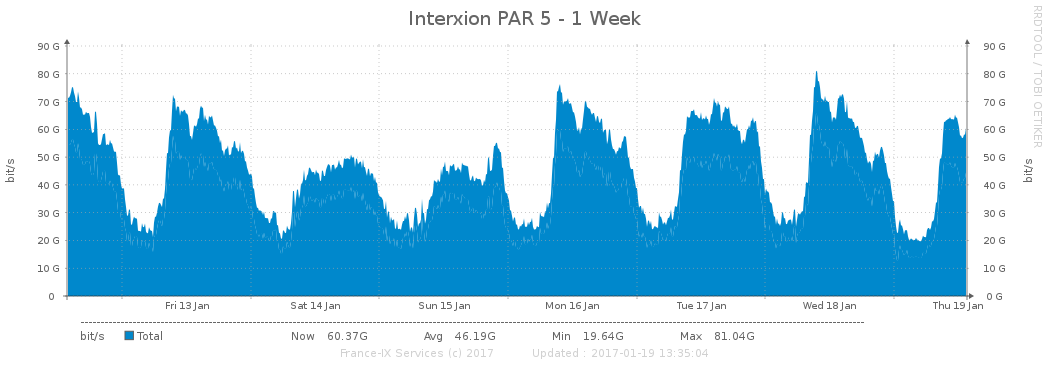 Interxion PAR 5 - 1 Week
RRDTOOL / TOBI OETIKER
90 G 90 G
80 G 80 G
70 G 70 G
60 G 60 G
50 G 50 G
40 G 40 G
30 G 30 G
20 G 20 G
10 G 10 G
0 0 G
bit/s
bit/s
Fri 13 Jan Sat 14 Jan Sun 15 Jan Mon 16 Jan Tue 17 Jan Wed 18 Jan Thu 19 Jan
bit/s Total Now 60.37G Avg 46.19G Min 19.64G Max 81.04G
France-IX Services (c) 2017 Updated : 2017-01-19 13:35:04